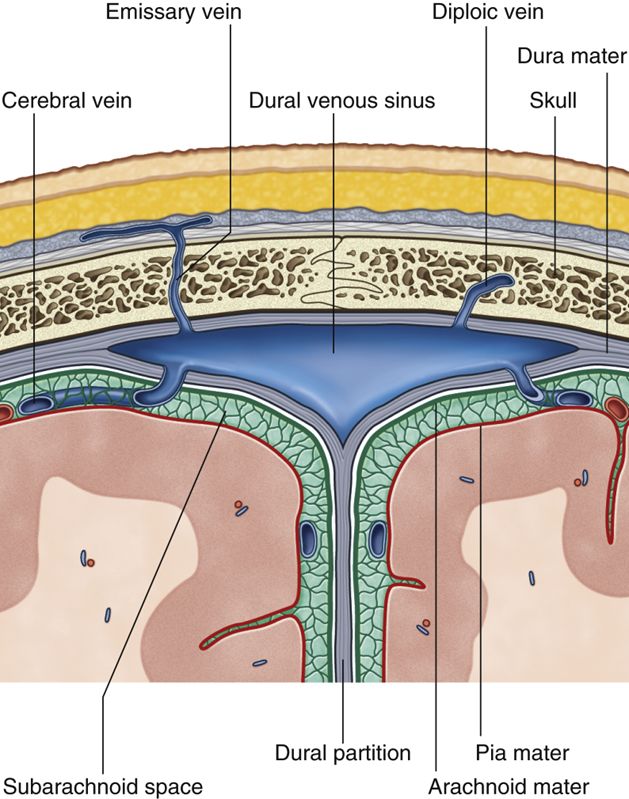 Emissary vein
Diploic vein
Dura mater
Cerebral vein
Dural venous sinus
Skull
Dural partition
Pia mater
Subarachnoid space
Arachnoid mater